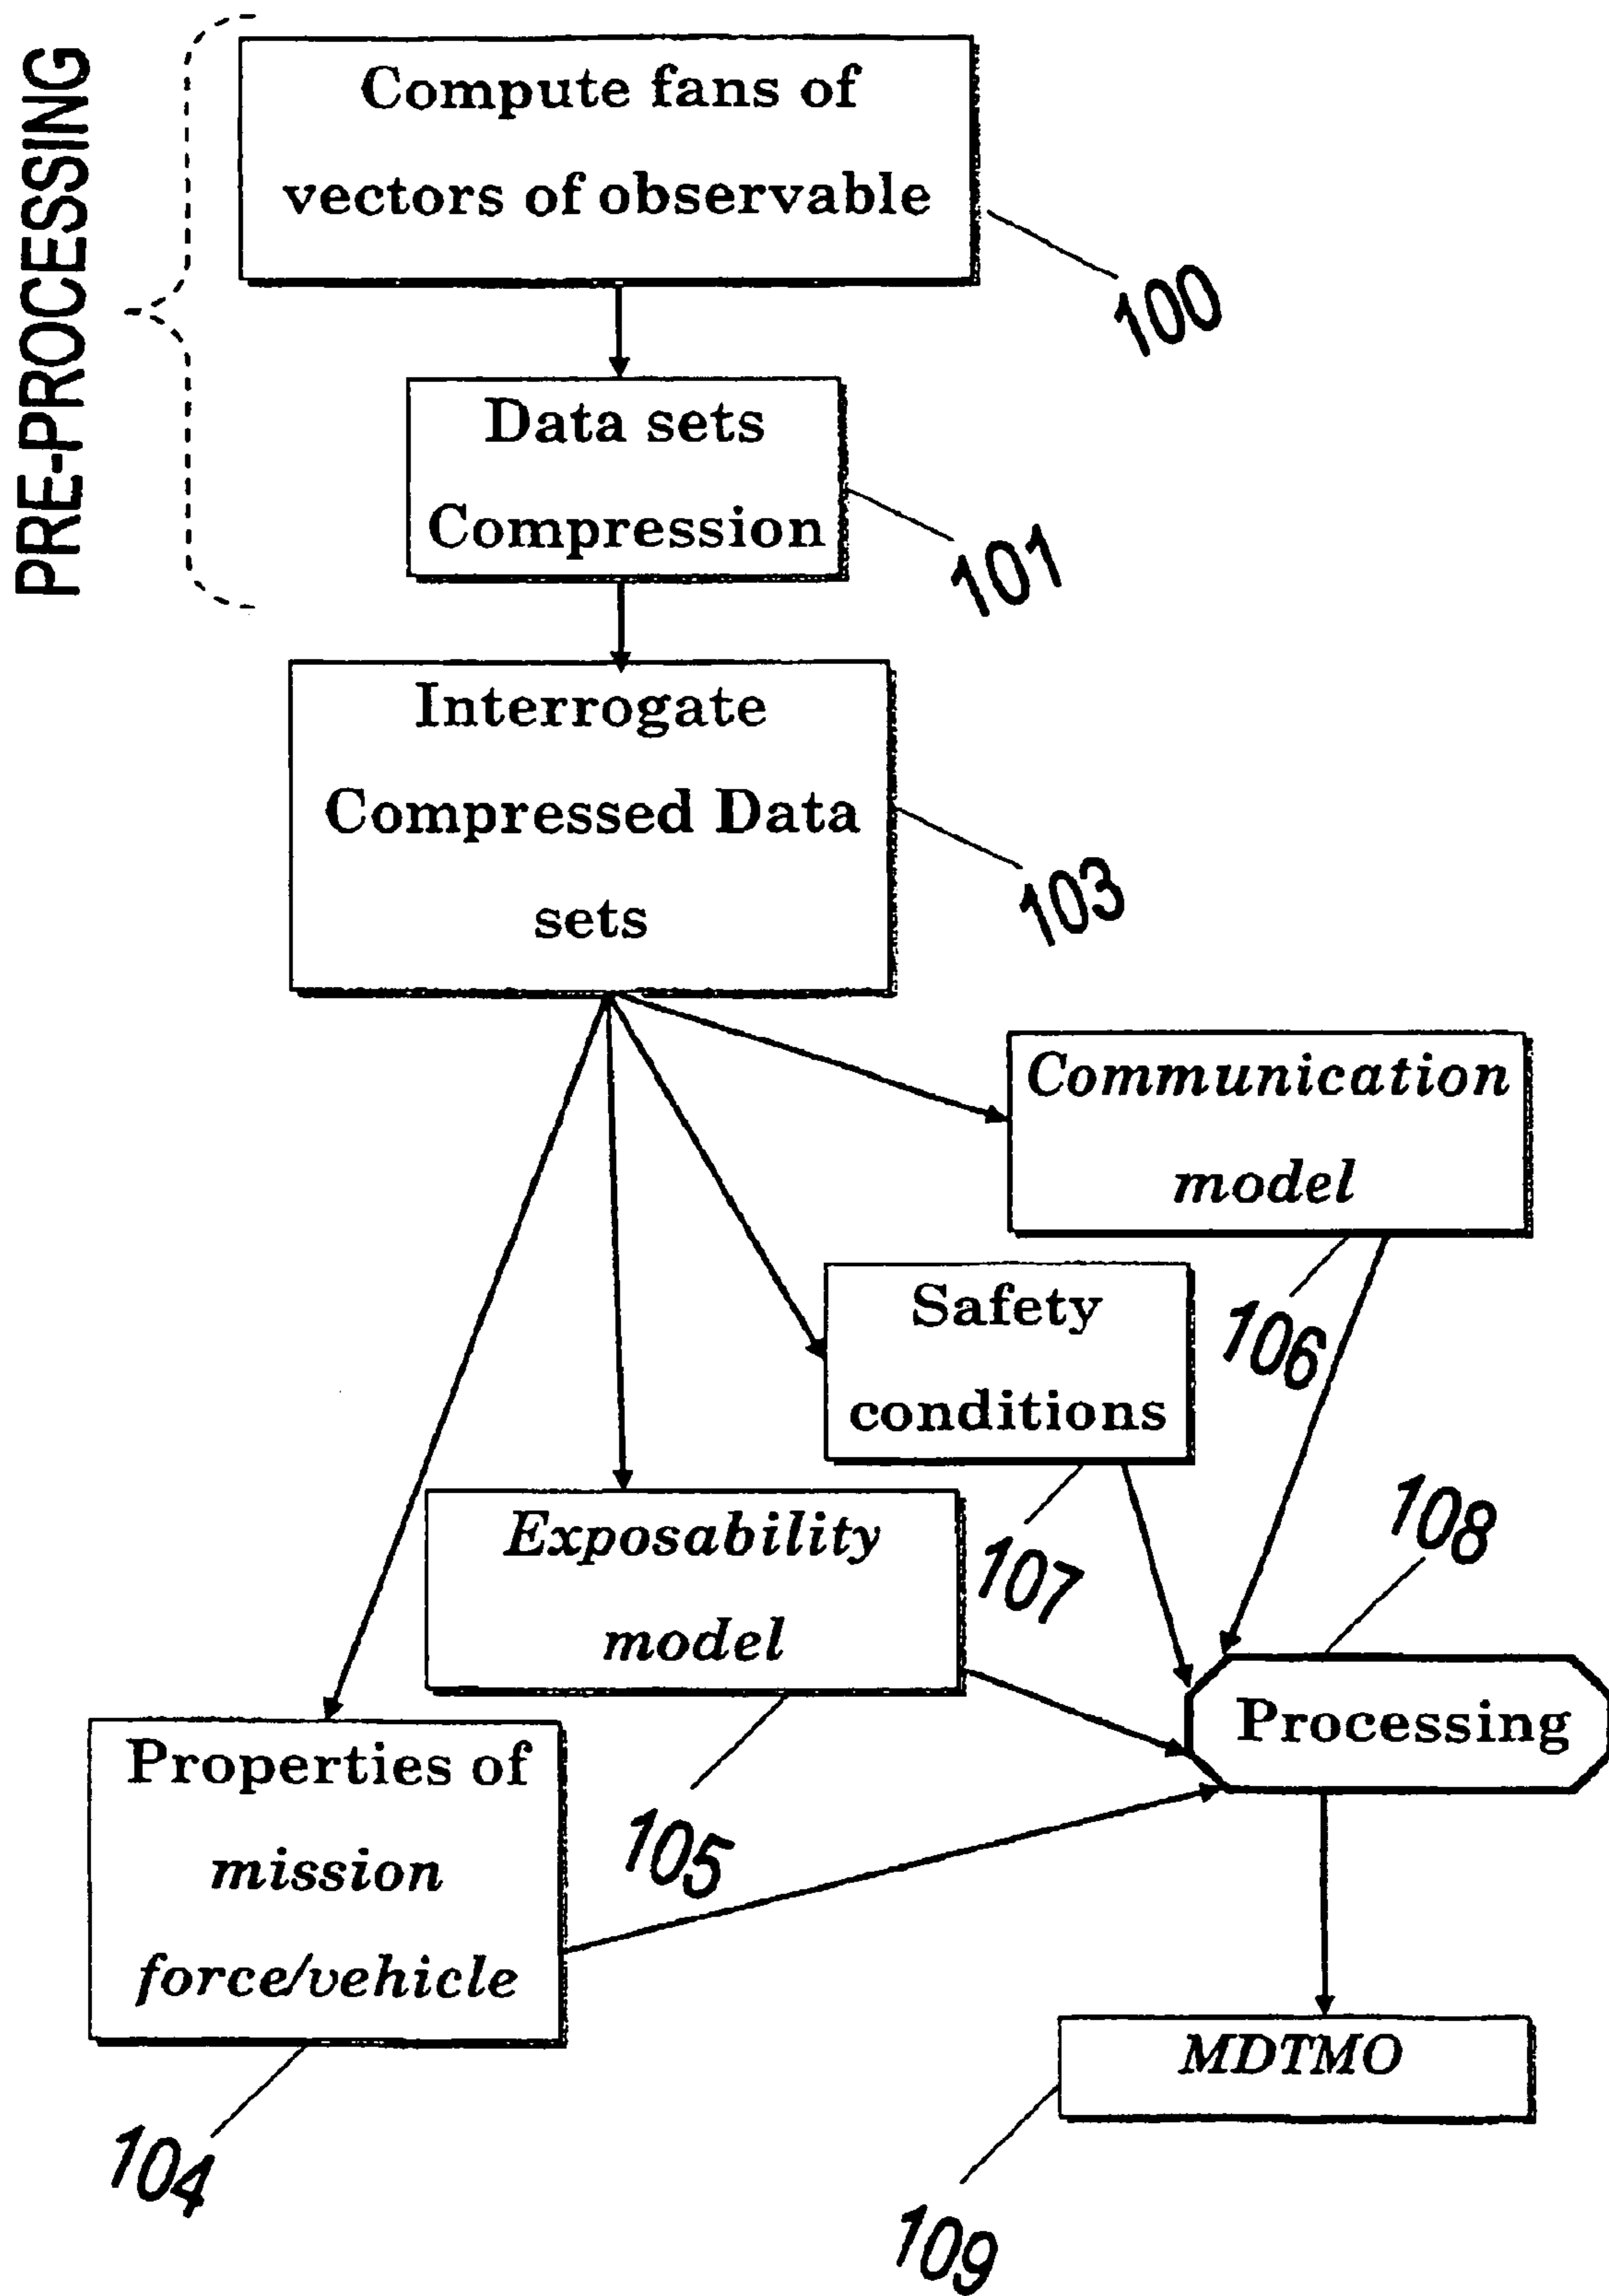 PRE-PROCESSING
Compute fans of
vectors of observable
100
Data sets
Compression
101
Interrogate
Compressed Data
sets
103
Communication
model
106
Safety
conditions
107
108
Exposability
model
105
Processing
Properties of
mission
force/vehicle
104
MDTMO
109